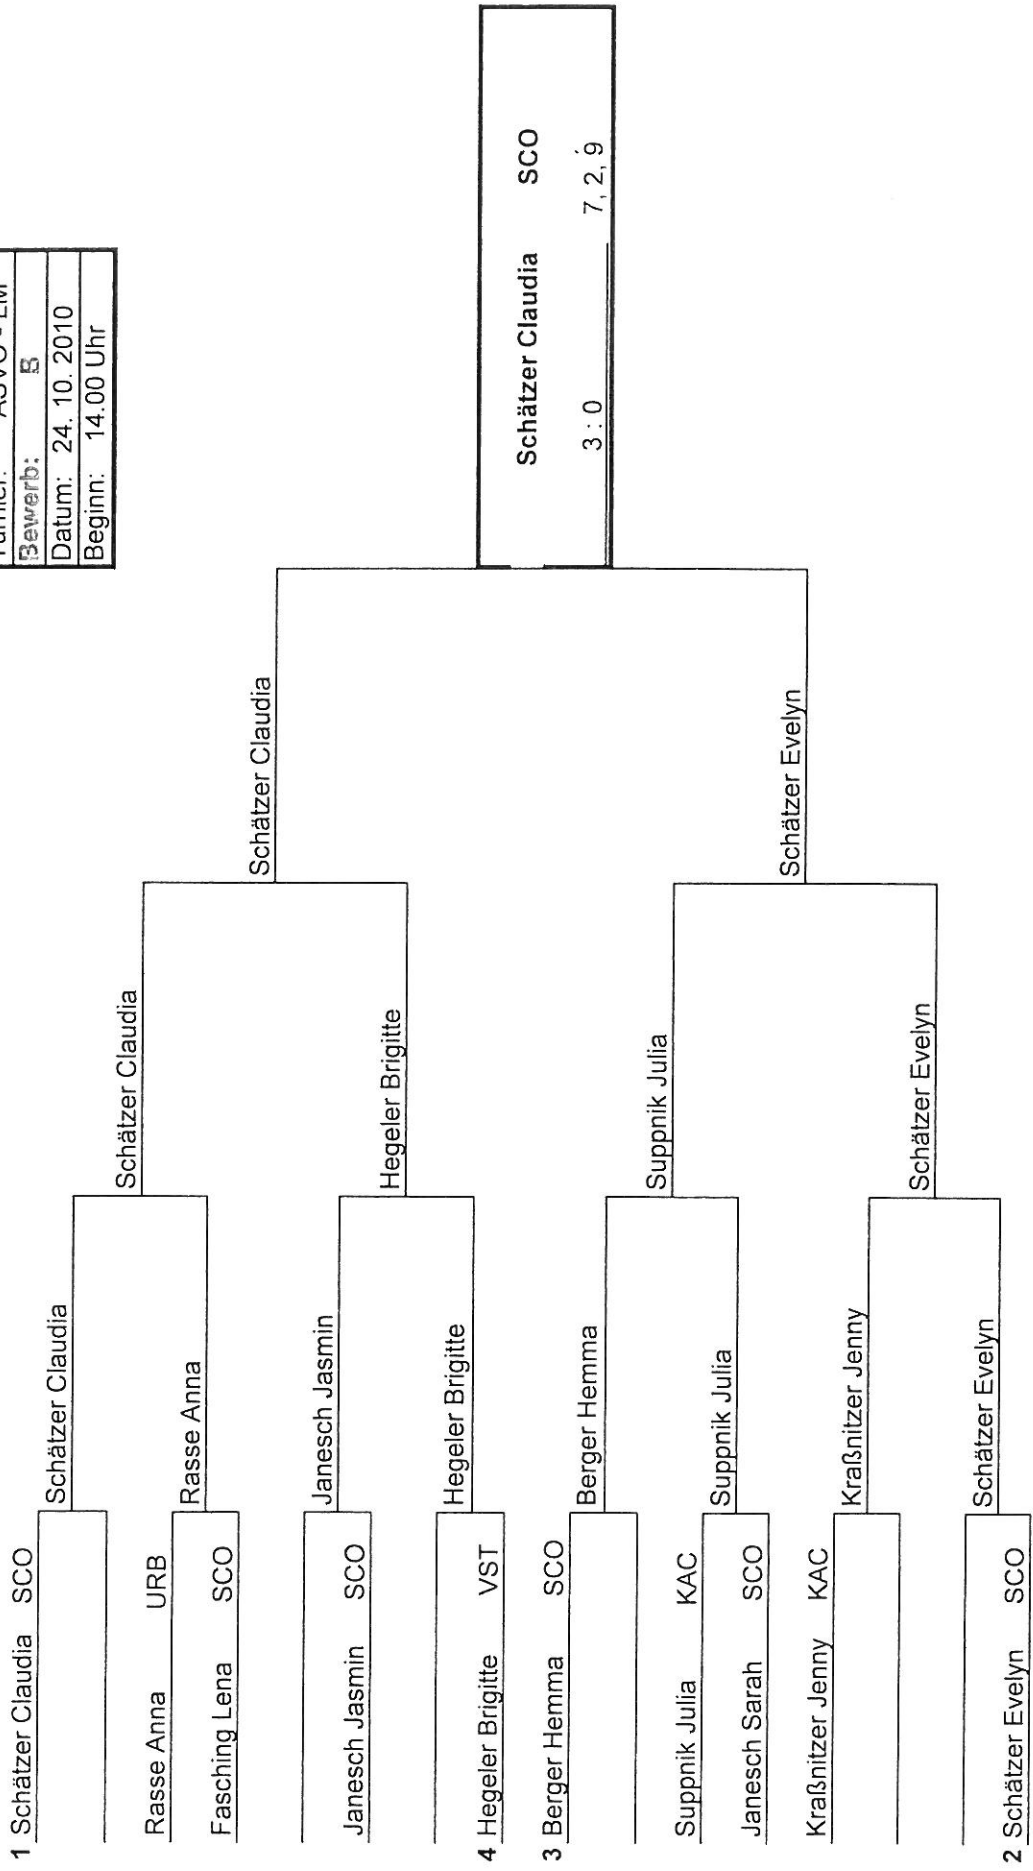 Turnier: ASVÖ - LM
Bewerb: B
Datum: 24. 10. 2010
Beginn: 14.00 Uhr
1 Schätzer Claudia SCO
Rasse Anna URB
Fasching Lena SCO
Janesch Jasmin SCO
4 Hegeler Brigitte VST
3 Berger Hemma SCO
Suppnik Julia KAC
Janesch Sarah SCO
Kraßnitzer Jenny KAC
2 Schätzer Evelyn SCO
Schätzer Claudia
Rasse Anna
Janesch Jasmin
Hegeler Brigitte
Berger Hemma
Suppnik Julia
Kraßnitzer Jenny
Schätzer Evelyn
Schätzer Claudia
Hegeler Brigitte
Suppnik Julia
Schätzer Evelyn
Schätzer Claudia
Schätzer Evelyn
Schätzer Claudia SCO
3 : 0 7, 2, 9